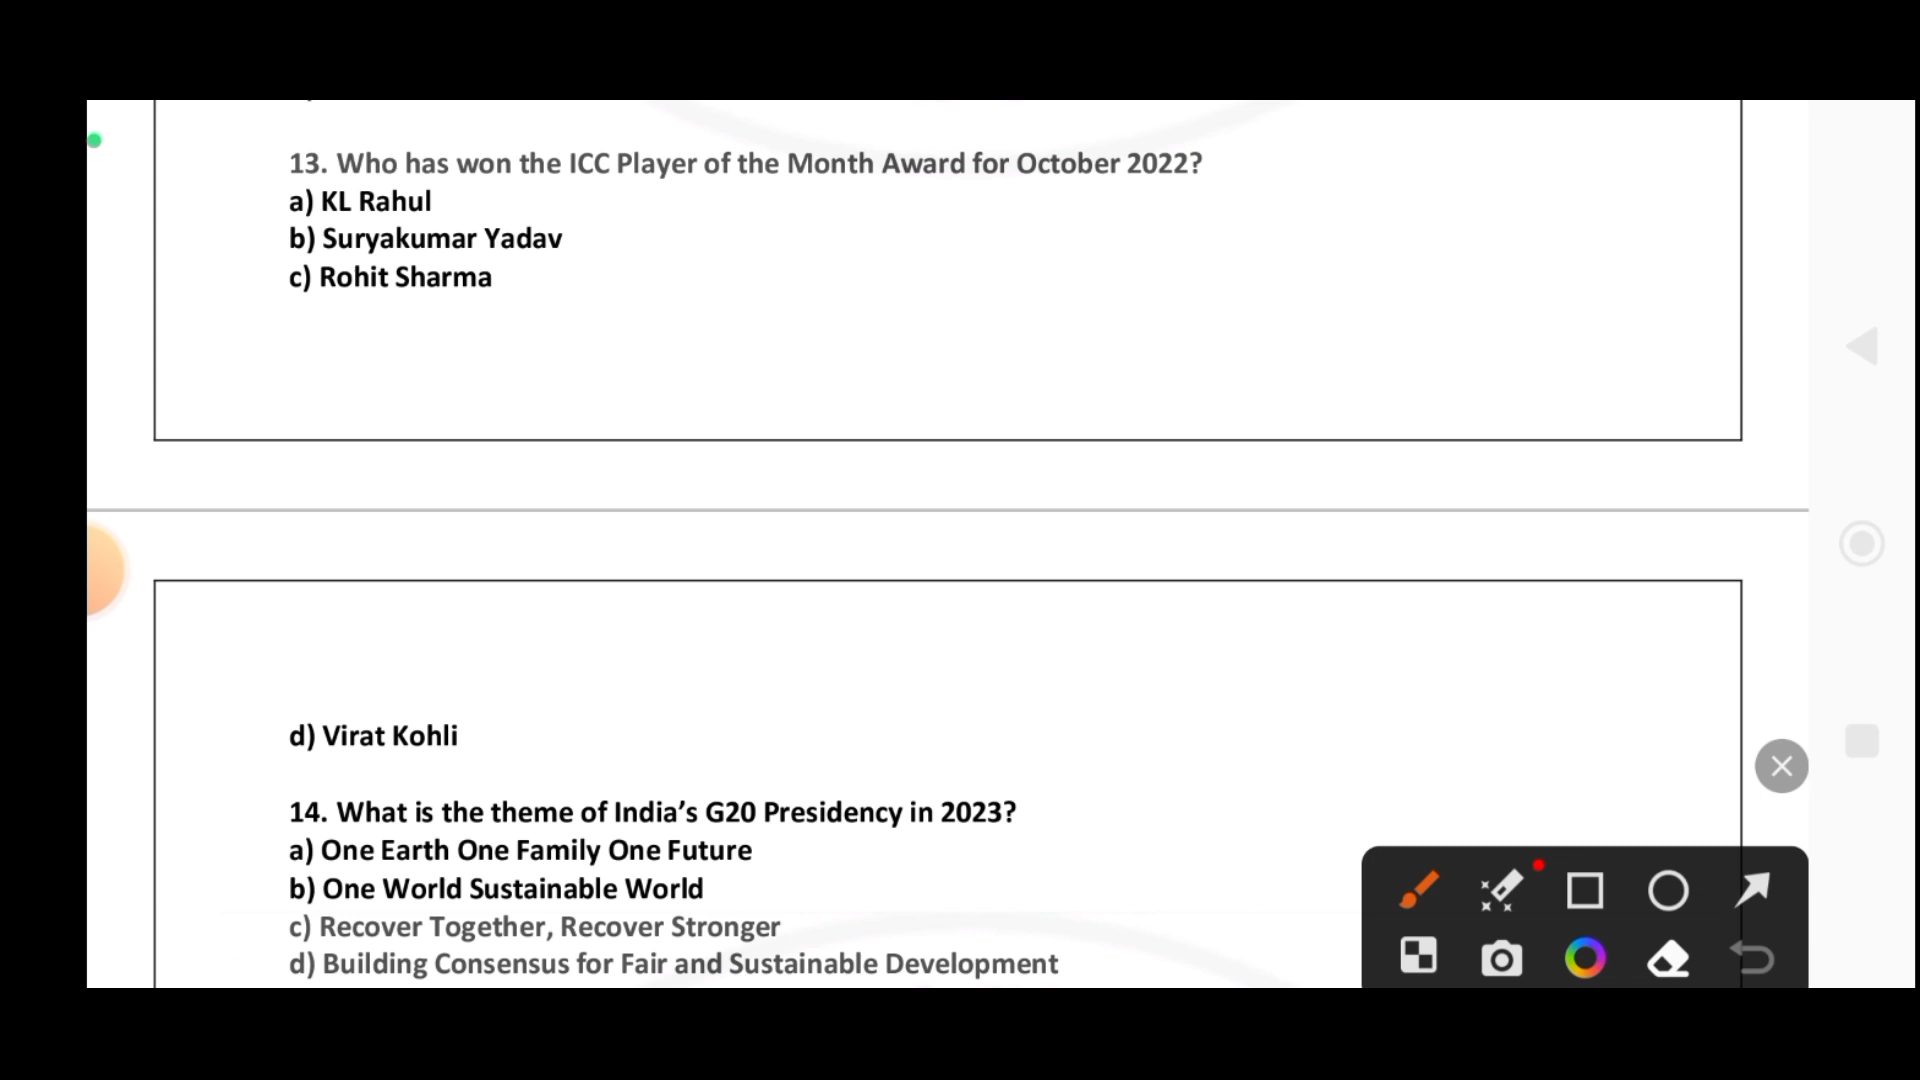 13. Who has won the ICC Player of the Month Award for October 2022?
a) KL Rahul
b) Suryakumar Yadav
c) Rohit Sharma
d) Virat Kohli
14. What is the theme of India’s G20 Presidency in 2023?
a) One Earth One Family One Future
b) One World Sustainable World
c) Recover Together, Recover Stronger
d) Building Consensus for Fair and Sustainable Development